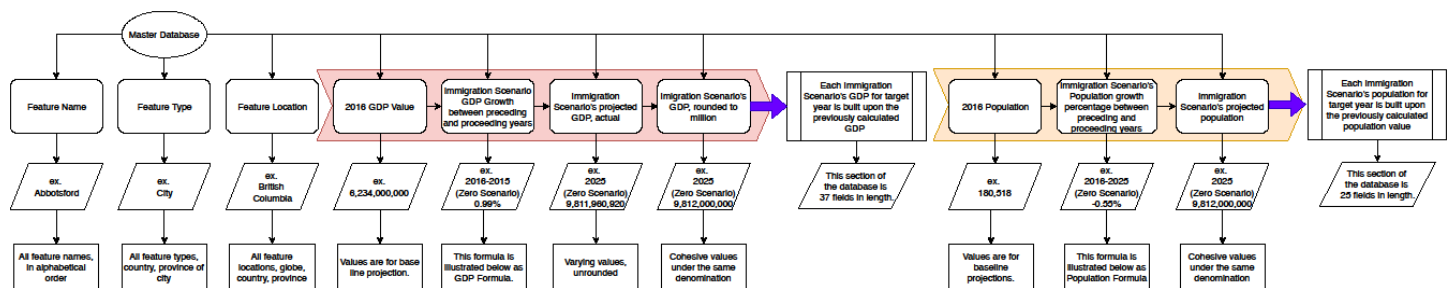 Master Database
Feature Name
Feature Type
Feature Location
2016 GDP Value
Immigration Scenario
GDP Growth
between preceding
and proceeding years
Immigration
Scenario's projected
GDP, actual
Imigration Scenario's
GDP, rounded to
million
Each Immigration
Scenario's GDP for target
year is built upon the
previously calculated
GDP
2016 Population
Immigration Scenario's
Population growth
percentage between
preceding and
proceeding years
Immigration
Scenario's projected
population
Each Immigration
Scenario's population for
target year is built upon
the previously calculated
population value
ex.
Abbotsford
ex.
City
ex.
British
Columbia
ex.
6,234,000,000
ex.
2016-2015
(Zero Scenario)
0.99%
ex.
2025
(Zero Scenario)
9,811,960,920
ex.
2025
(Zero Scenario)
9,812,000,000
This section of
the database is
37 fields in length.
ex.
180,518
ex.
2016-2025
(Zero Scenario)
-0.55%
ex.
2025
(Zero Scenario)
9,812,000,000
This section of
the database is
25 fields in length.
All feature names,
in alphabetical
order
All feature types,
country, province of
city
All feature
locations, globe,
country, province
Values are for base
line projection.
This formula is
illustrated below as
GDP Formula.
Varying values,
unrounded
Cohesive values
under the same
denomination
Values are for
baseline
projections.
This formula is
illustrated below as
Population Formula
Cohesive values
under the same
denomination